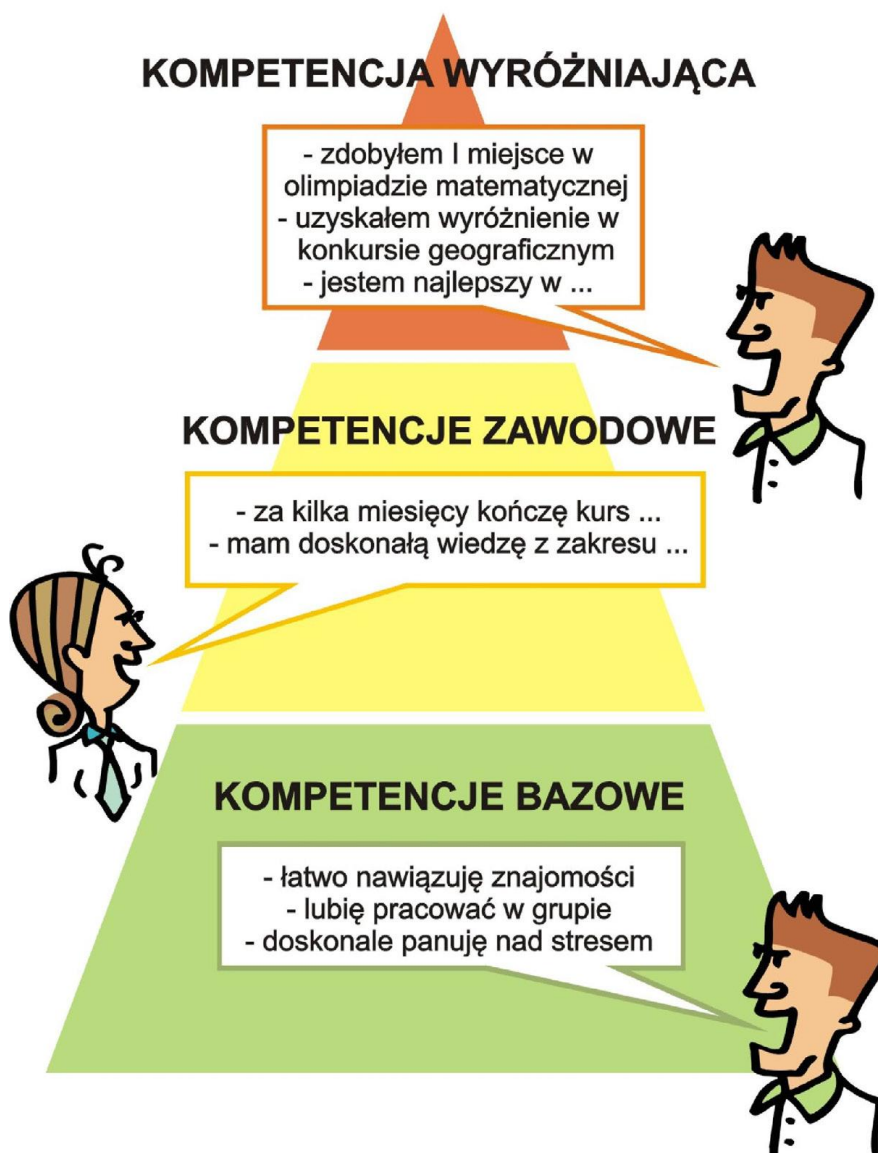 KOMPETENCJA WYRÓŻNIAJĄCA
- zdobyłem I miejsce w
olimpiadzie matematycznej
- uzyskałem wyróżnienie w
konkursie geograficznym
- jestem najlepszy w ...
KOMPETENCJE ZAWODOWE
- za kilka miesięcy kończę kurs ...
- mam doskonałą wiedzę z zakresu ...
KOMPETENCJE BAZOWE
- łatwo nawiązuję znajomości
- lubię pracować w grupie
- doskonale panuję nad stresem